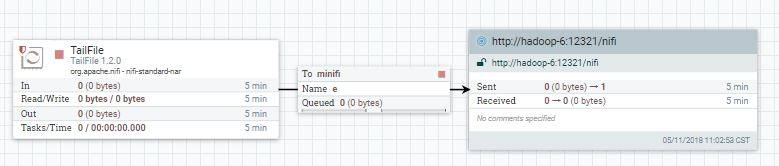 TailFile
TailFile 1.2.0
org.apache.nifi - nifi-standard-nar
In 0 (0 bytes) 5 min
Read/Write 0 bytes / 0 bytes 5 min
Out 0 (0 bytes) 5 min
Tasks/Time 0 / 00:00:00.000 5 min
To minifi
Name e
Queued 0 (0 bytes)
http://hadoop-6:12321/nifi
http://hadoop-6:12321/nifi
Sent 0 (0 bytes) → 1 5 min
Received 0 → 0 (0 bytes) 5 min
No comments specified
05/11/2018 11:02:53 CST